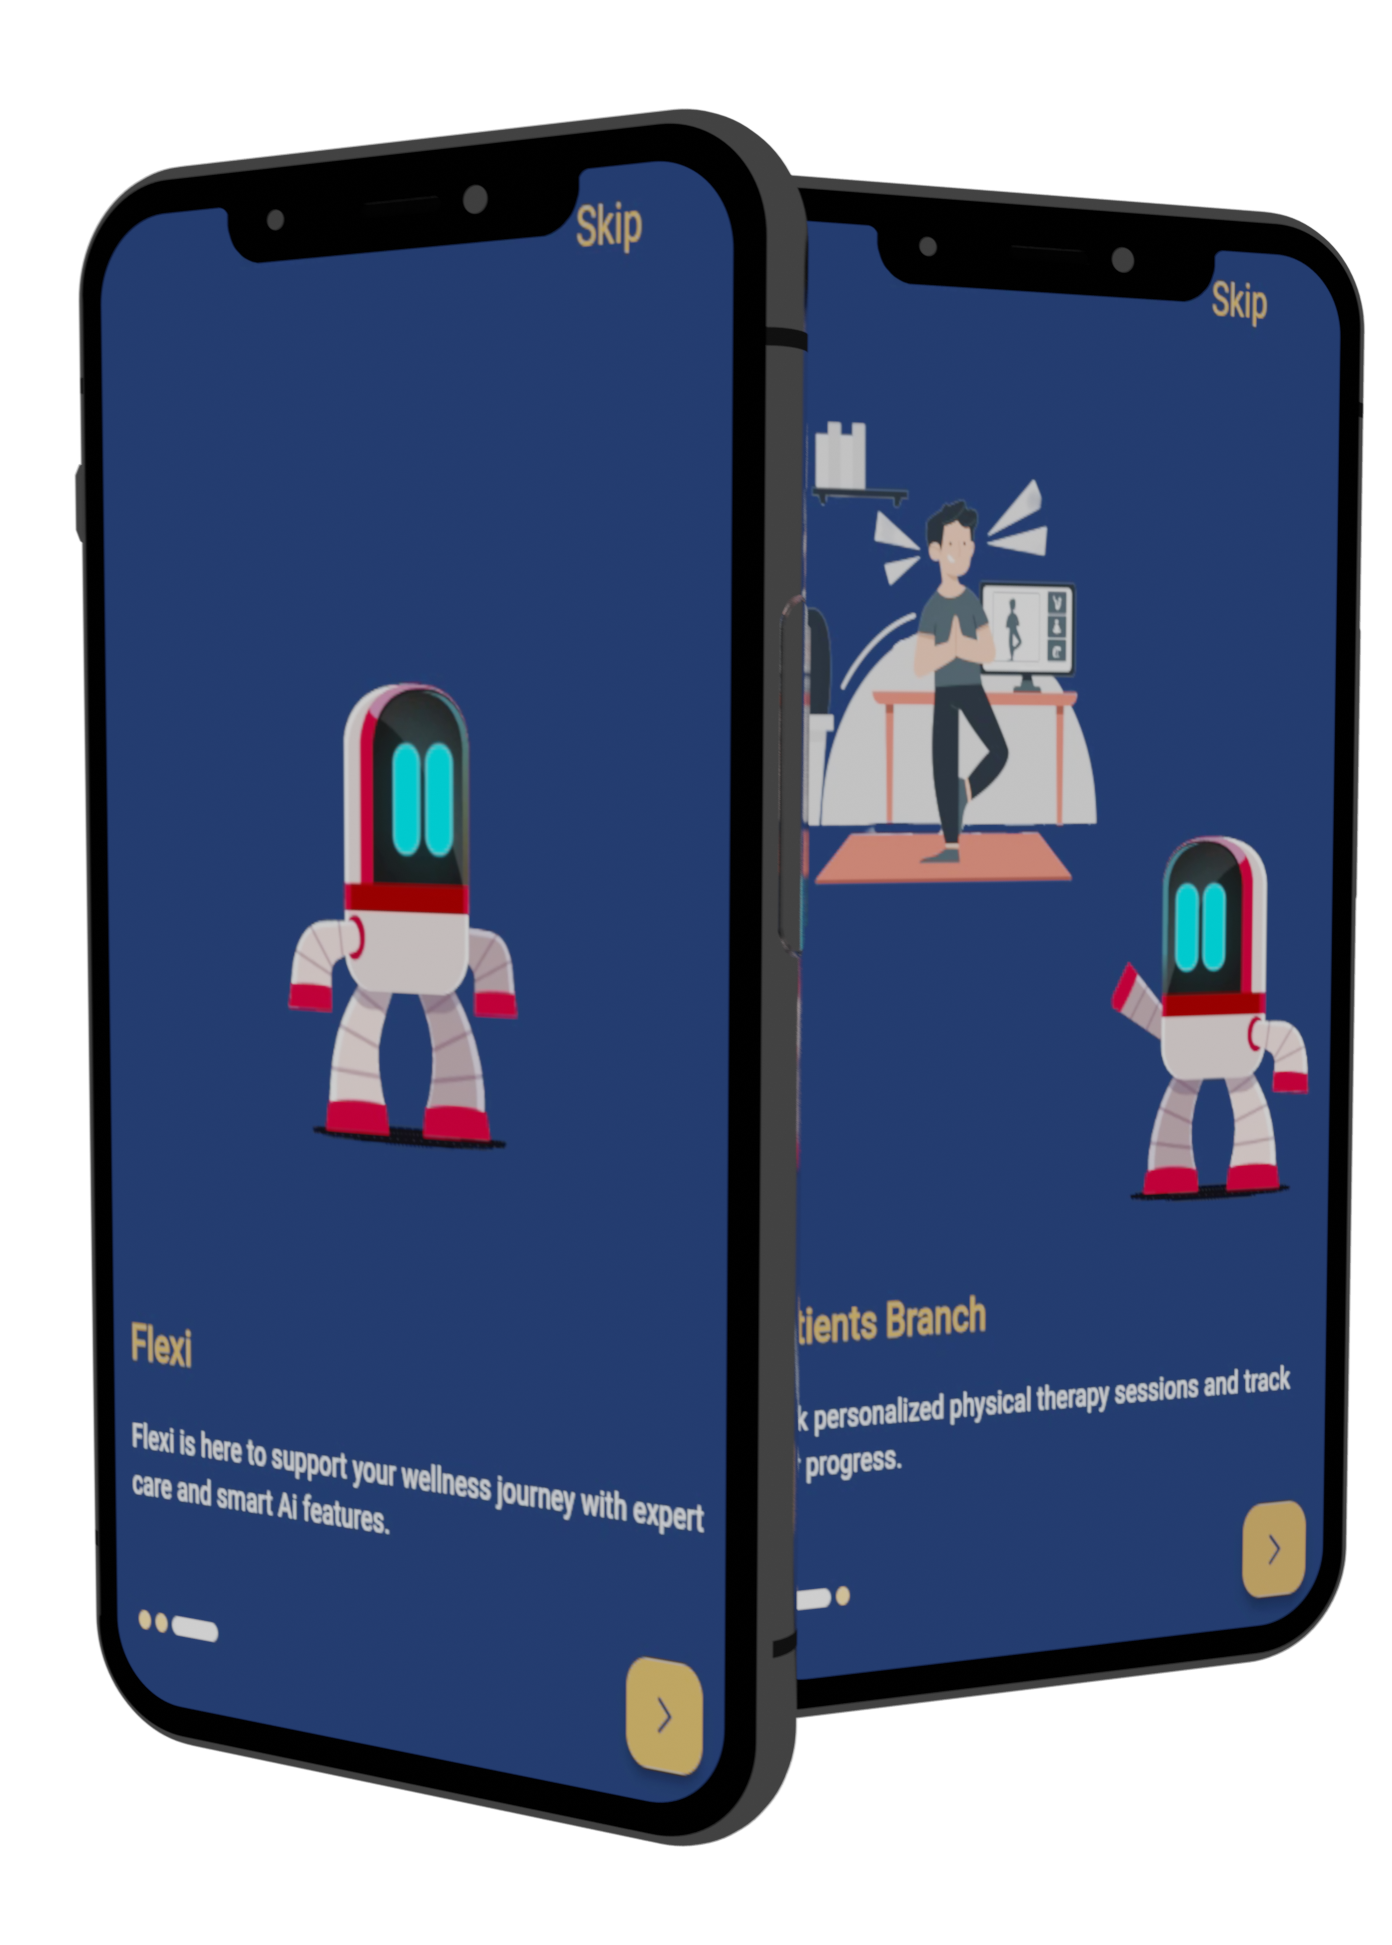 Skip
Flexi
Flexi is here to support your wellness journey with expert
care and smart Ai features.
Skip
tients Branch
k personalized physical therapy sessions and track
progress.